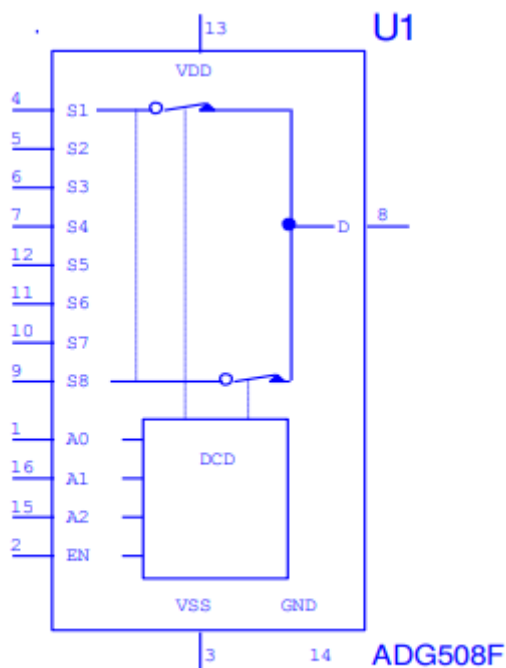 13 U1
VDD
4 S1
5 S2
6 S3
7 S4 D 8
12 S5
11 S6
10 S7
9 S8
1 A0
DCD
16 A1
15 A2
2 EN
VSS GND
3 14 ADG508F